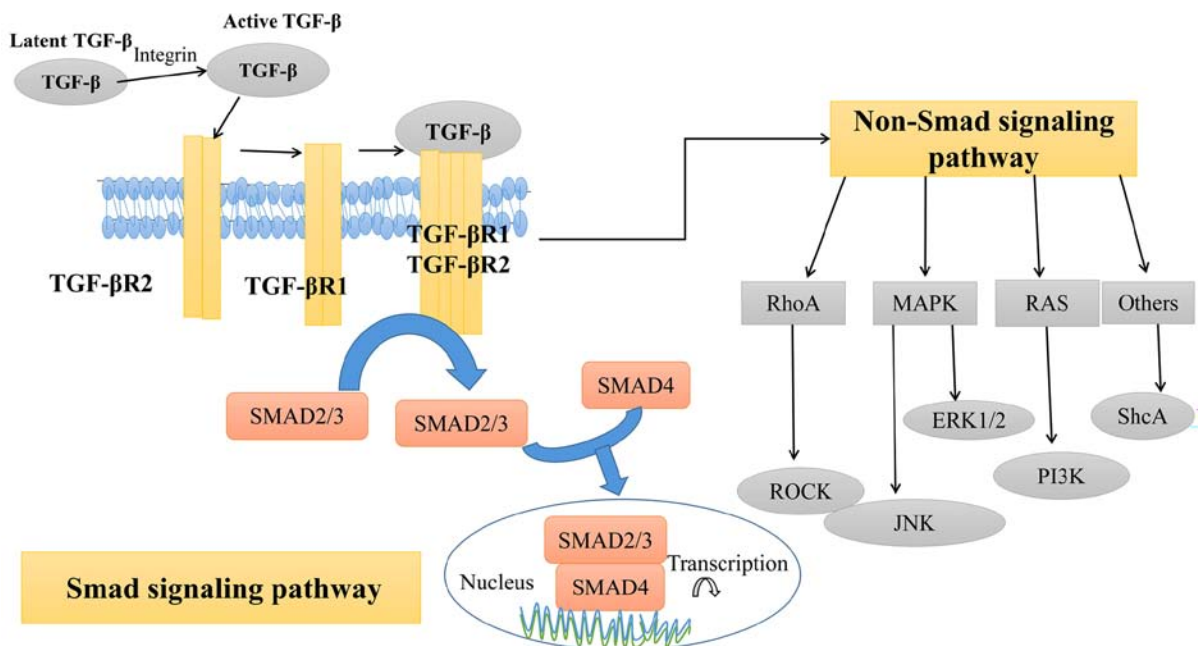 Active TGF-β
Latent TGF-β
Integrin
TGF-β
TGF-β
TGF-β
Non-Smad signaling
pathway
TGF-βR1
TGF-βR2
TGF-βR2
TGF-βR1
RhoA
MAPK
RAS
Others
SMAD4
SMAD2/3
SMAD2/3
ERK1/2
ShcA
PI3K
ROCK
JNK
SMAD2/3
Transcription
Nucleus
SMAD4
Smad signaling pathway